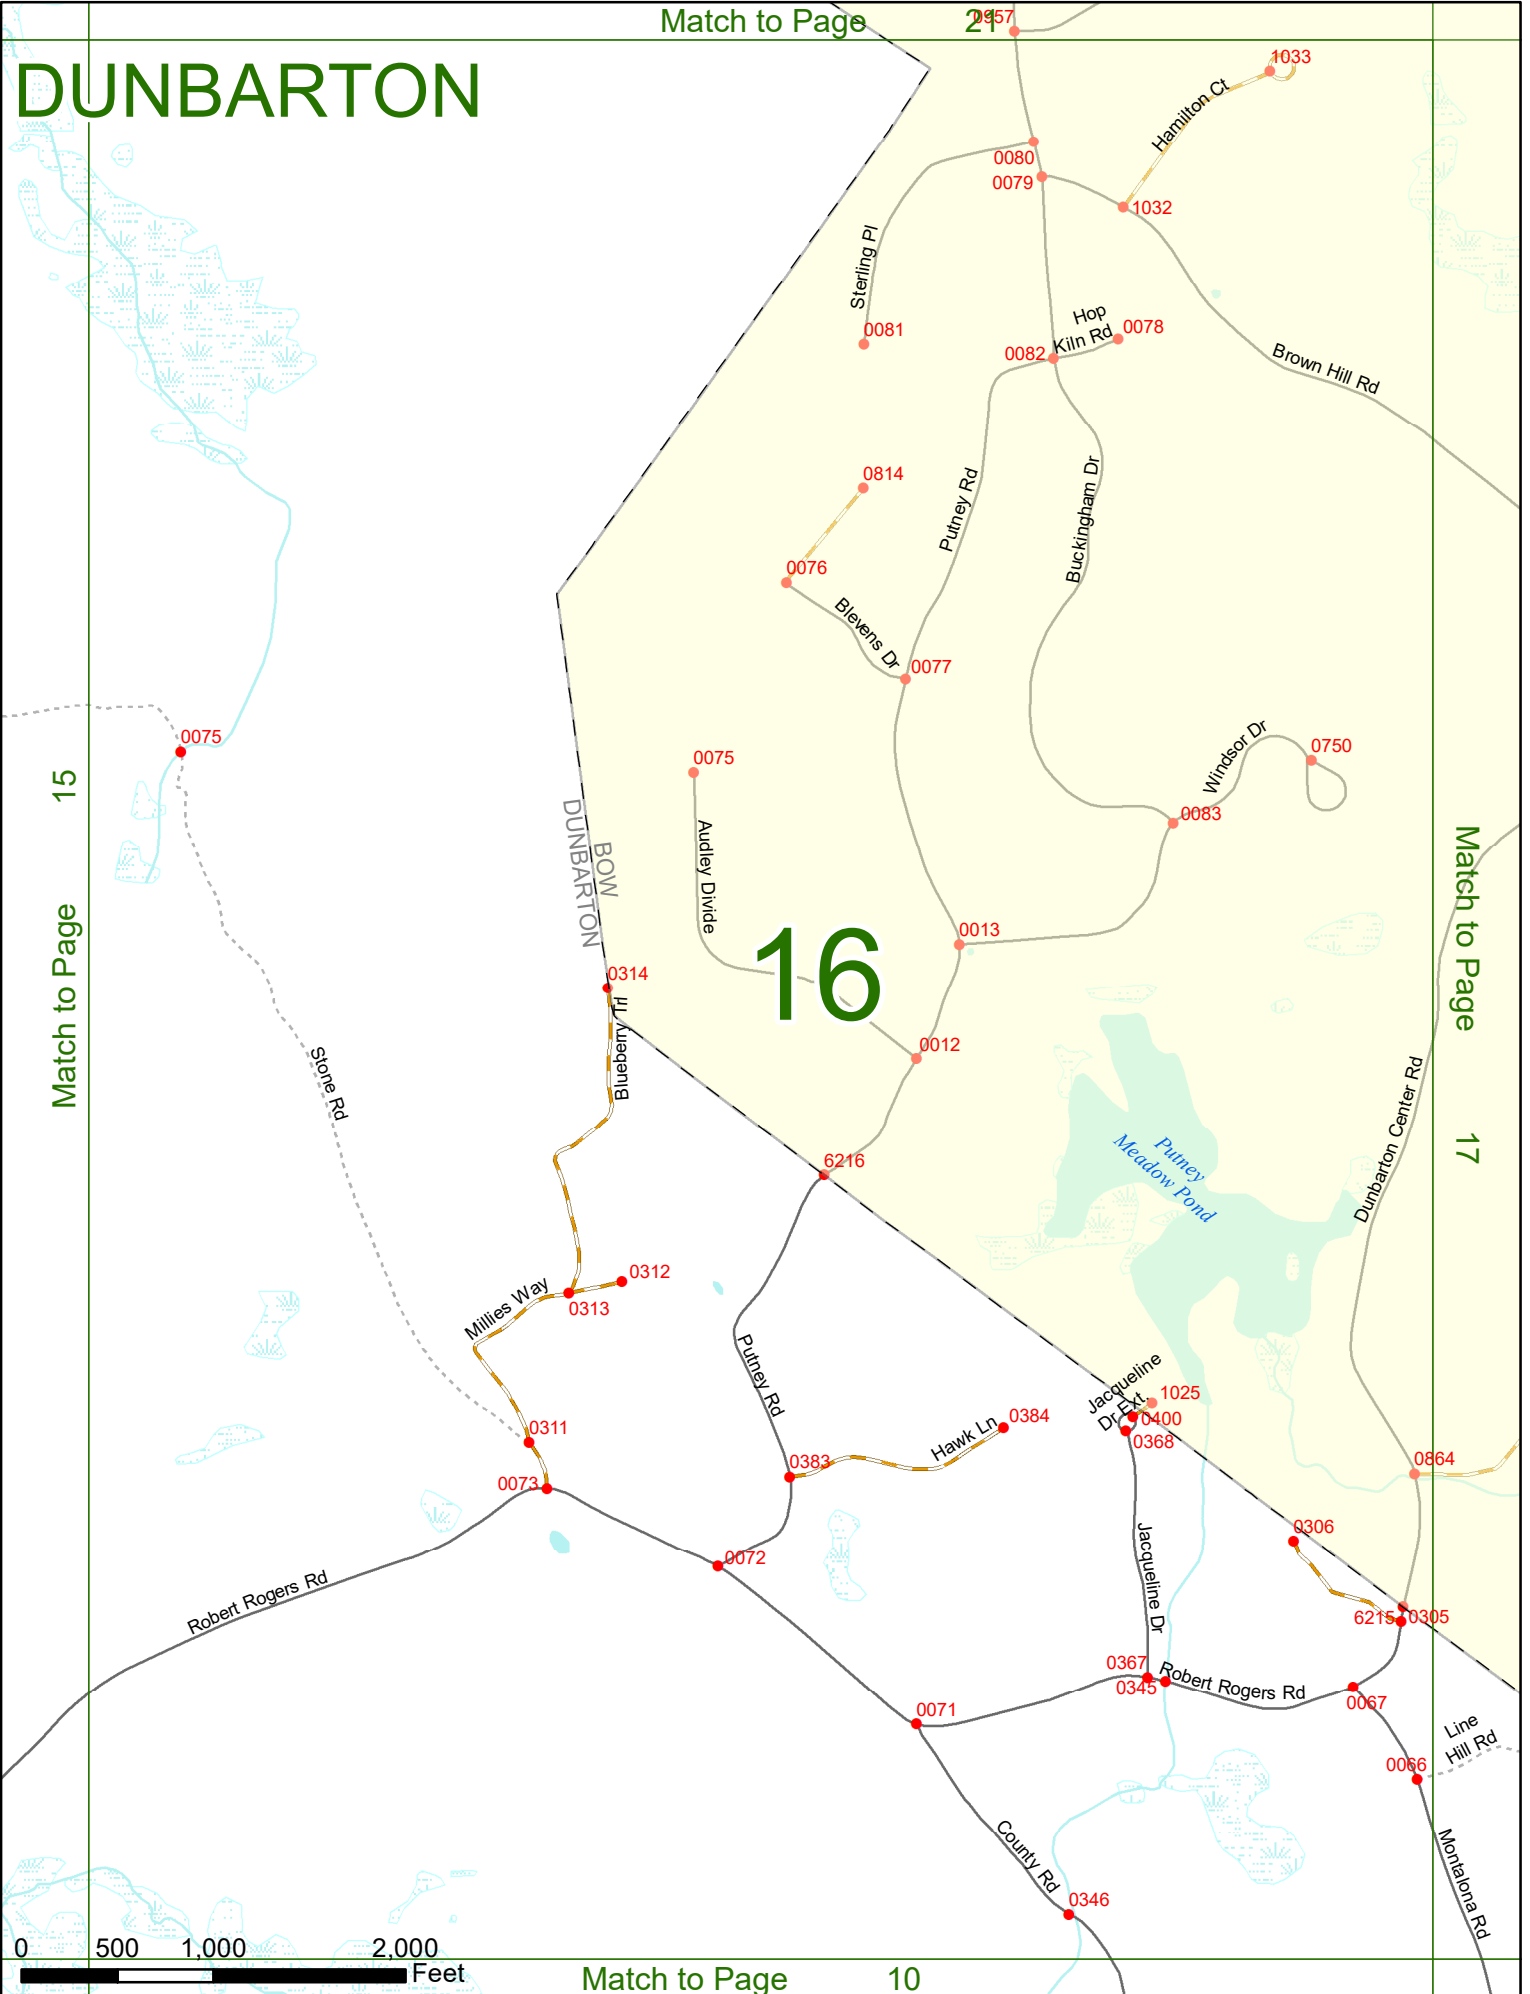 Match to Page 21
0957
DUNBARTON
1033
Hamilton Ct
0080
0079
1032
Sterling Pl
0081
Hop
Kiln Rd
0078
0082
Brown Hill Rd
0814
Putney Rd
Buckingham Dr
0076
Blevens Dr
0077
0075
0075
Windsor Dr
0750
15
Match to Page
BOW
DUNBARTON
Audley Divide
0083
Match to Page
17
16
0013
0314
Blueberry Trl
0012
Stone Rd
Dunbarton Center Rd
Putney
Meadow Pond
6216
0312
0313
Millies Way
Putney Rd
Jacqueline
Dr Ext.
1025
0400
0368
0311
Hawk Ln
0384
0383
0864
0073
0306
Jacqueline Dr
0072
Robert Rogers Rd
6215
0305
0367
0345
Robert Rogers Rd
0067
0071
Line
Hill Rd
0066
County Rd
Montalona Rd
0346
0 500 1,000 2,000
Feet
Match to Page 10